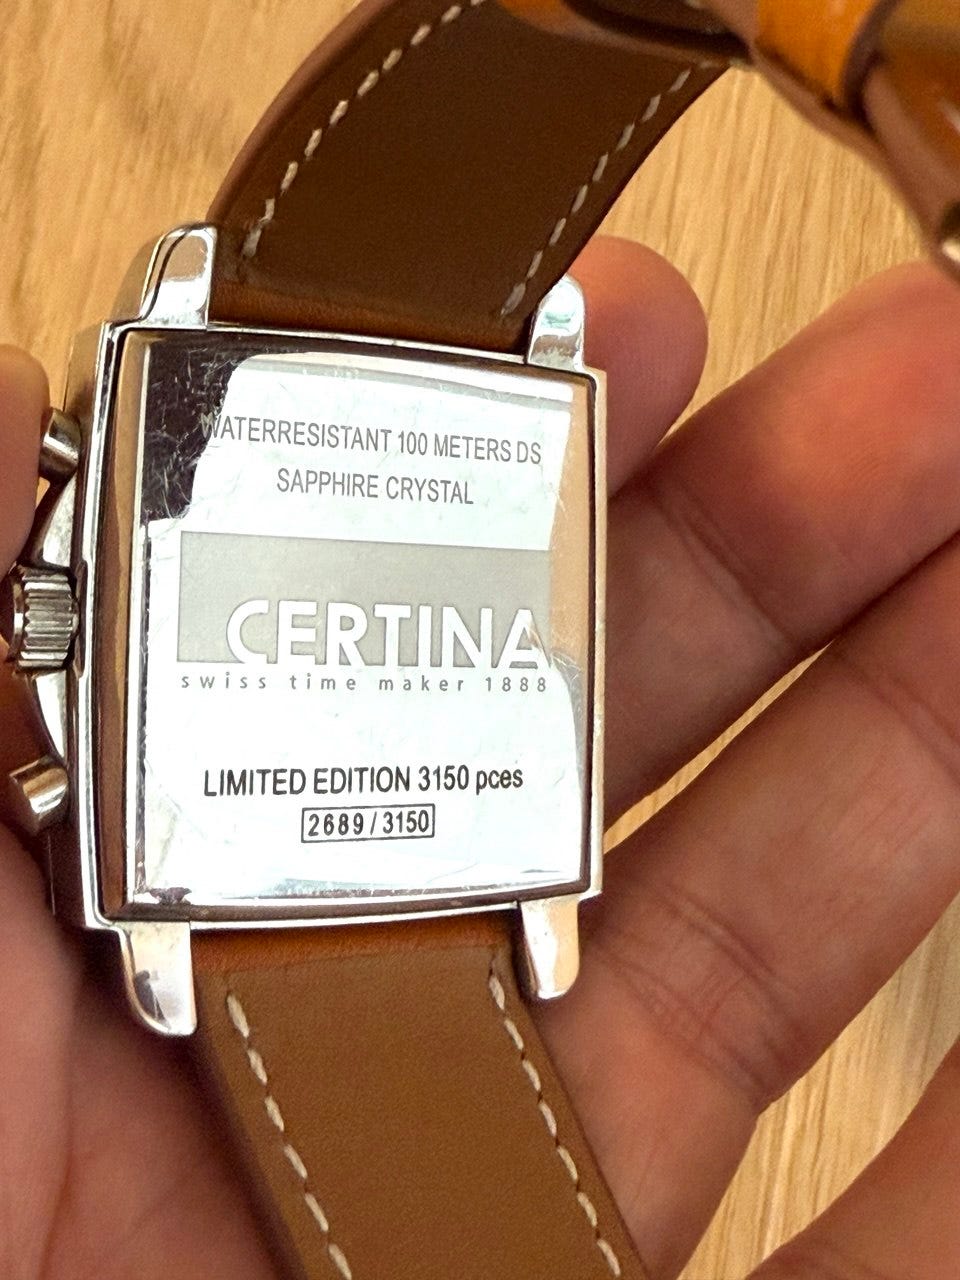 WATERRESISTANT 100 METERS DS
SAPPHIRE CRYSTAL
CERTINA
swiss time maker 1888
LIMITED EDITION 3150 pces
2689/3150